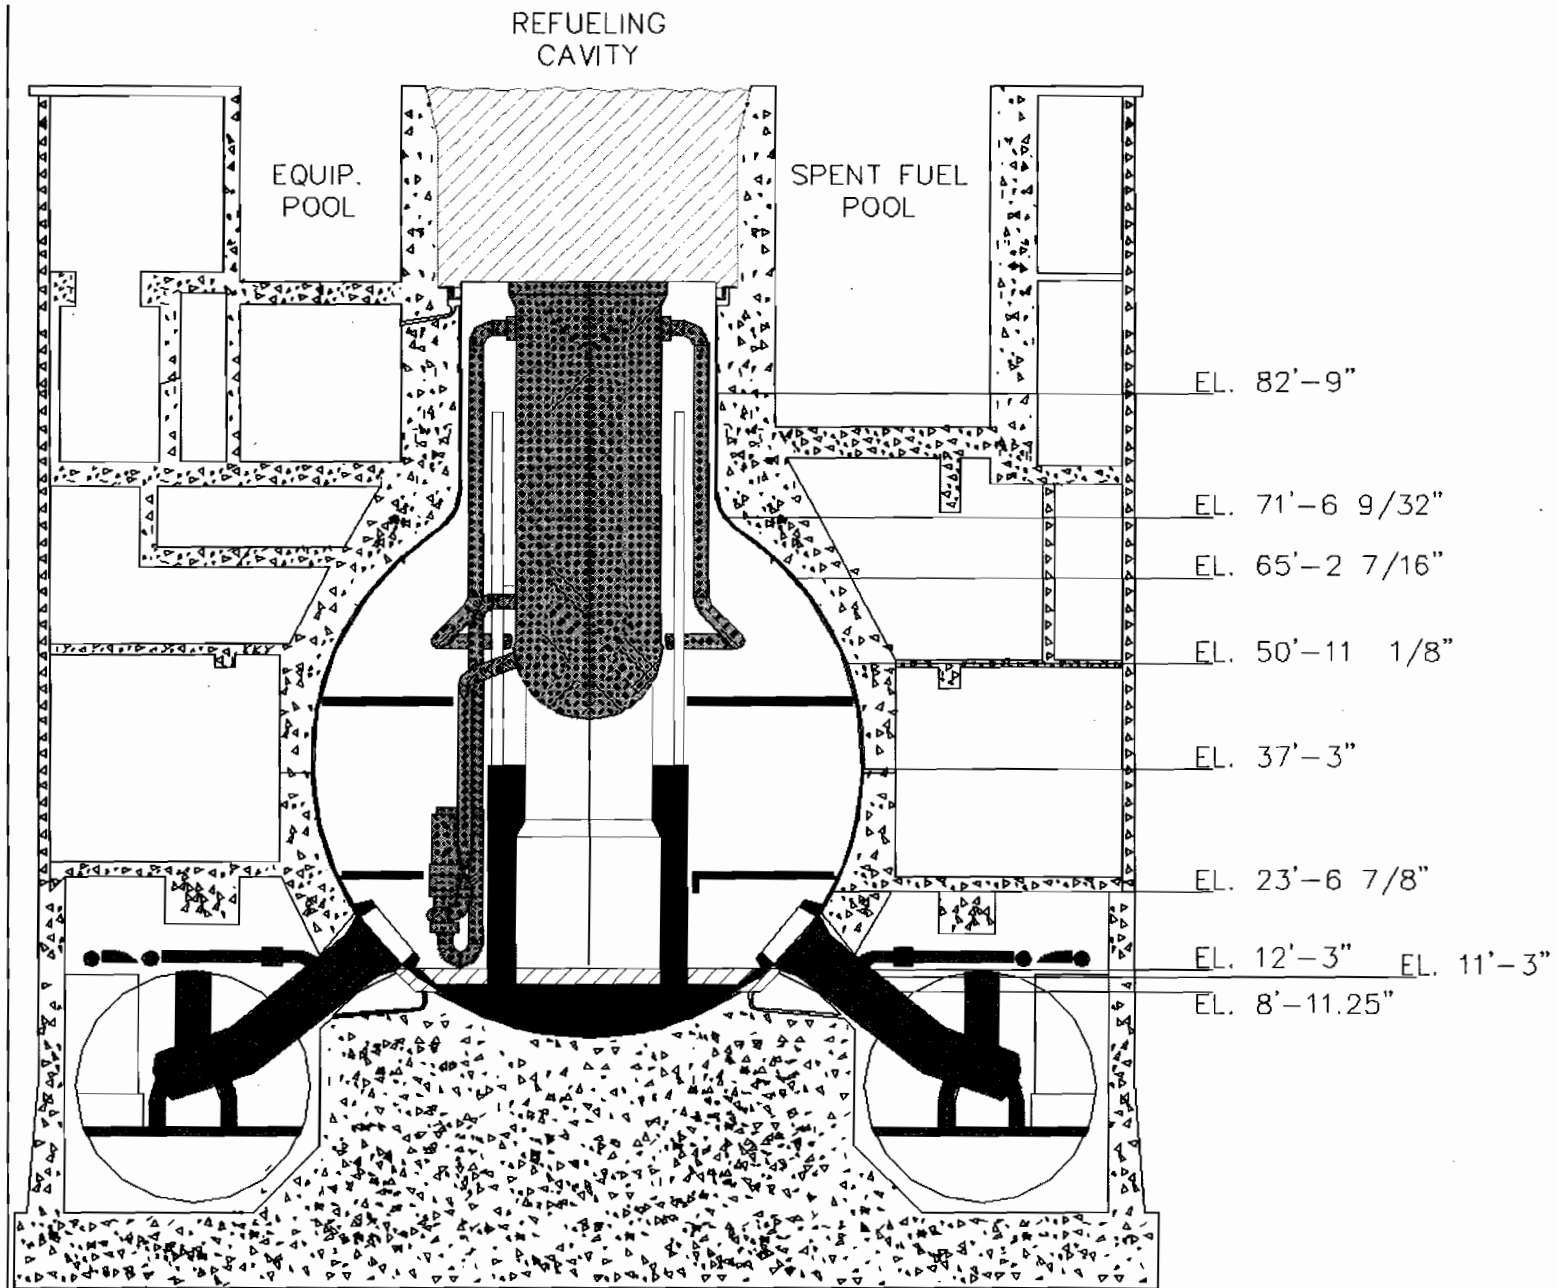 REFUELING
CAVITY
EQUIP.
POOL
SPENT FUEL
POOL
EL. 82'-9"
EL. 71'-6 9/32"
EL. 65'-2 7/16"
EL. 50'-11 1/8"
EL. 37'-3"
EL. 23'-6 7/8"
EL. 12'-3"
EL. 11'-3"
EL. 8'-11.25"